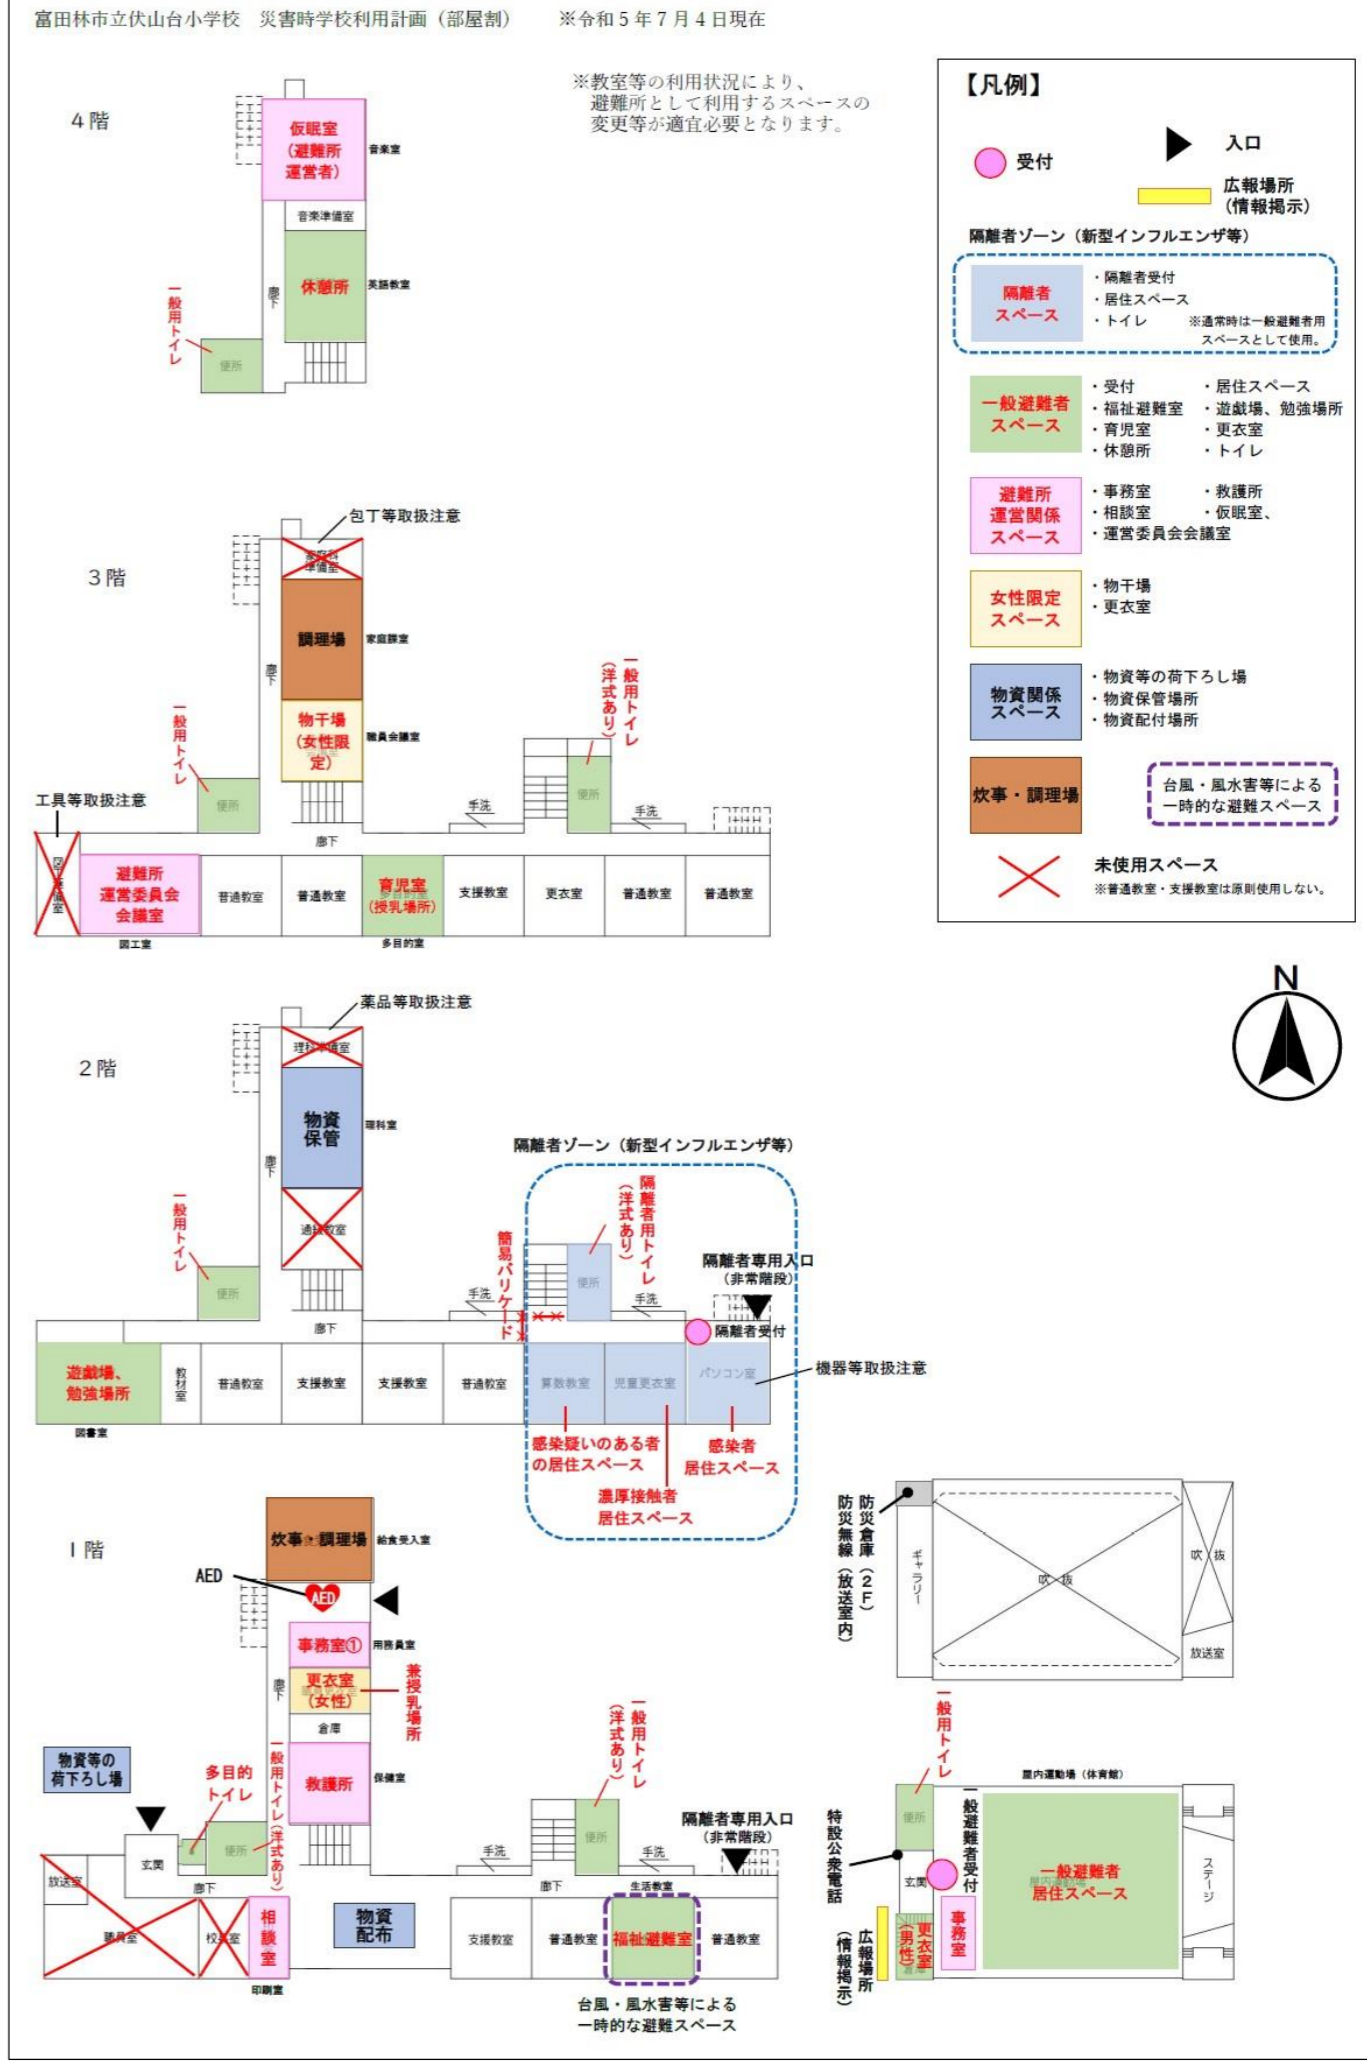 富田林市立伏山台小学校　災害時学校利用計画（部屋割）　　※令和５年７月４日現在
※教室等の利用状況により、
避難所として利用するスペースの
変更等が適宜必要となります。
【凡例】
受付
入口
広報場所
（情報掲示）
隔離者ゾーン（新型インフルエンザ等）
隔離者
スペース
・隔離者受付
・居住スペース
・トイレ
※通常時は一般避難者用
スペースとして使用。
一般避難者
スペース
・受付
・福祉避難室
・育児室
・休憩所
・居住スペース
・遊戯場、勉強場所
・更衣室
・トイレ
避難所
運営関係
スペース
・事務室
・相談室
・運営委員会会議室
・救護所
・仮眠室、
女性限定
スペース
・物干場
・更衣室
物資関係
スペース
・物資等の荷下ろし場
・物資保管場所
・物資配付場所
炊事・調理場
台風・風水害等による
一時的な避難スペース
未使用スペース
※普通教室・支援教室は原則使用しない。
N
４階
仮眠室
（避難所
運営者）
音楽室
音楽準備室
休憩所
英語教室
廊下
一般用トイレ
便所
３階
包丁等取扱注意
家庭科
準備室
調理場
家庭課室
廊下
物干場
（女性限
定）
職員会議室
一般用トイレ
便所
一般用トイレ
（洋式あり）
便所
手洗
手洗
工具等取扱注意
廊下
避難所
運営委員会
会議室
図工室
普通教室
普通教室
育児室
（授乳場所）
多目的室
支援教室
更衣室
普通教室
普通教室
２階
薬品等取扱注意
理科準備室
物資
保管
理科室
廊下
通級教室
一般用トイレ
便所
隔離者ゾーン（新型インフルエンザ等）
隔離者用トイレ
（洋式あり）
便所
簡易バリケード
隔離者専用入口
（非常階段）
手洗
手洗
隔離者受付
廊下
遊戯場、
勉強場所
図書室
教材室
普通教室
支援教室
支援教室
普通教室
算数教室
児童更衣室
パソコン室
機器等取扱注意
感染疑いのある者
の居住スペース
濃厚接触者
居住スペース
感染者
居住スペース
１階
炊事・調理場
給食受入室
AED
AED
事務室①
用務員室
更衣室
（女性）
兼授乳場所
廊下
倉庫
救護所
保健室
物資等の
荷下ろし場
多目的
トイレ
一般用トイレ（洋式あり）
便所
玄関
放送室
廊下
職員室
校長室
相談室
印刷室
物資
配布
一般用トイレ
（洋式あり）
便所
手洗
手洗
隔離者専用入口
（非常階段）
廊下
生活教室
支援教室
普通教室
福祉避難室
普通教室
台風・風水害等による
一時的な避難スペース
防災倉庫（２Ｆ）
防災無線（放送室内）
ギャラリー
吹抜
吹抜
放送室
一般用トイレ
屋内運動場（体育館）
便所
一般避難者受付
特設公衆電話
玄関
一般避難者
居住スペース
ステージ
更衣室
（男性）
倉庫
事務室
広報場所
（情報掲示）